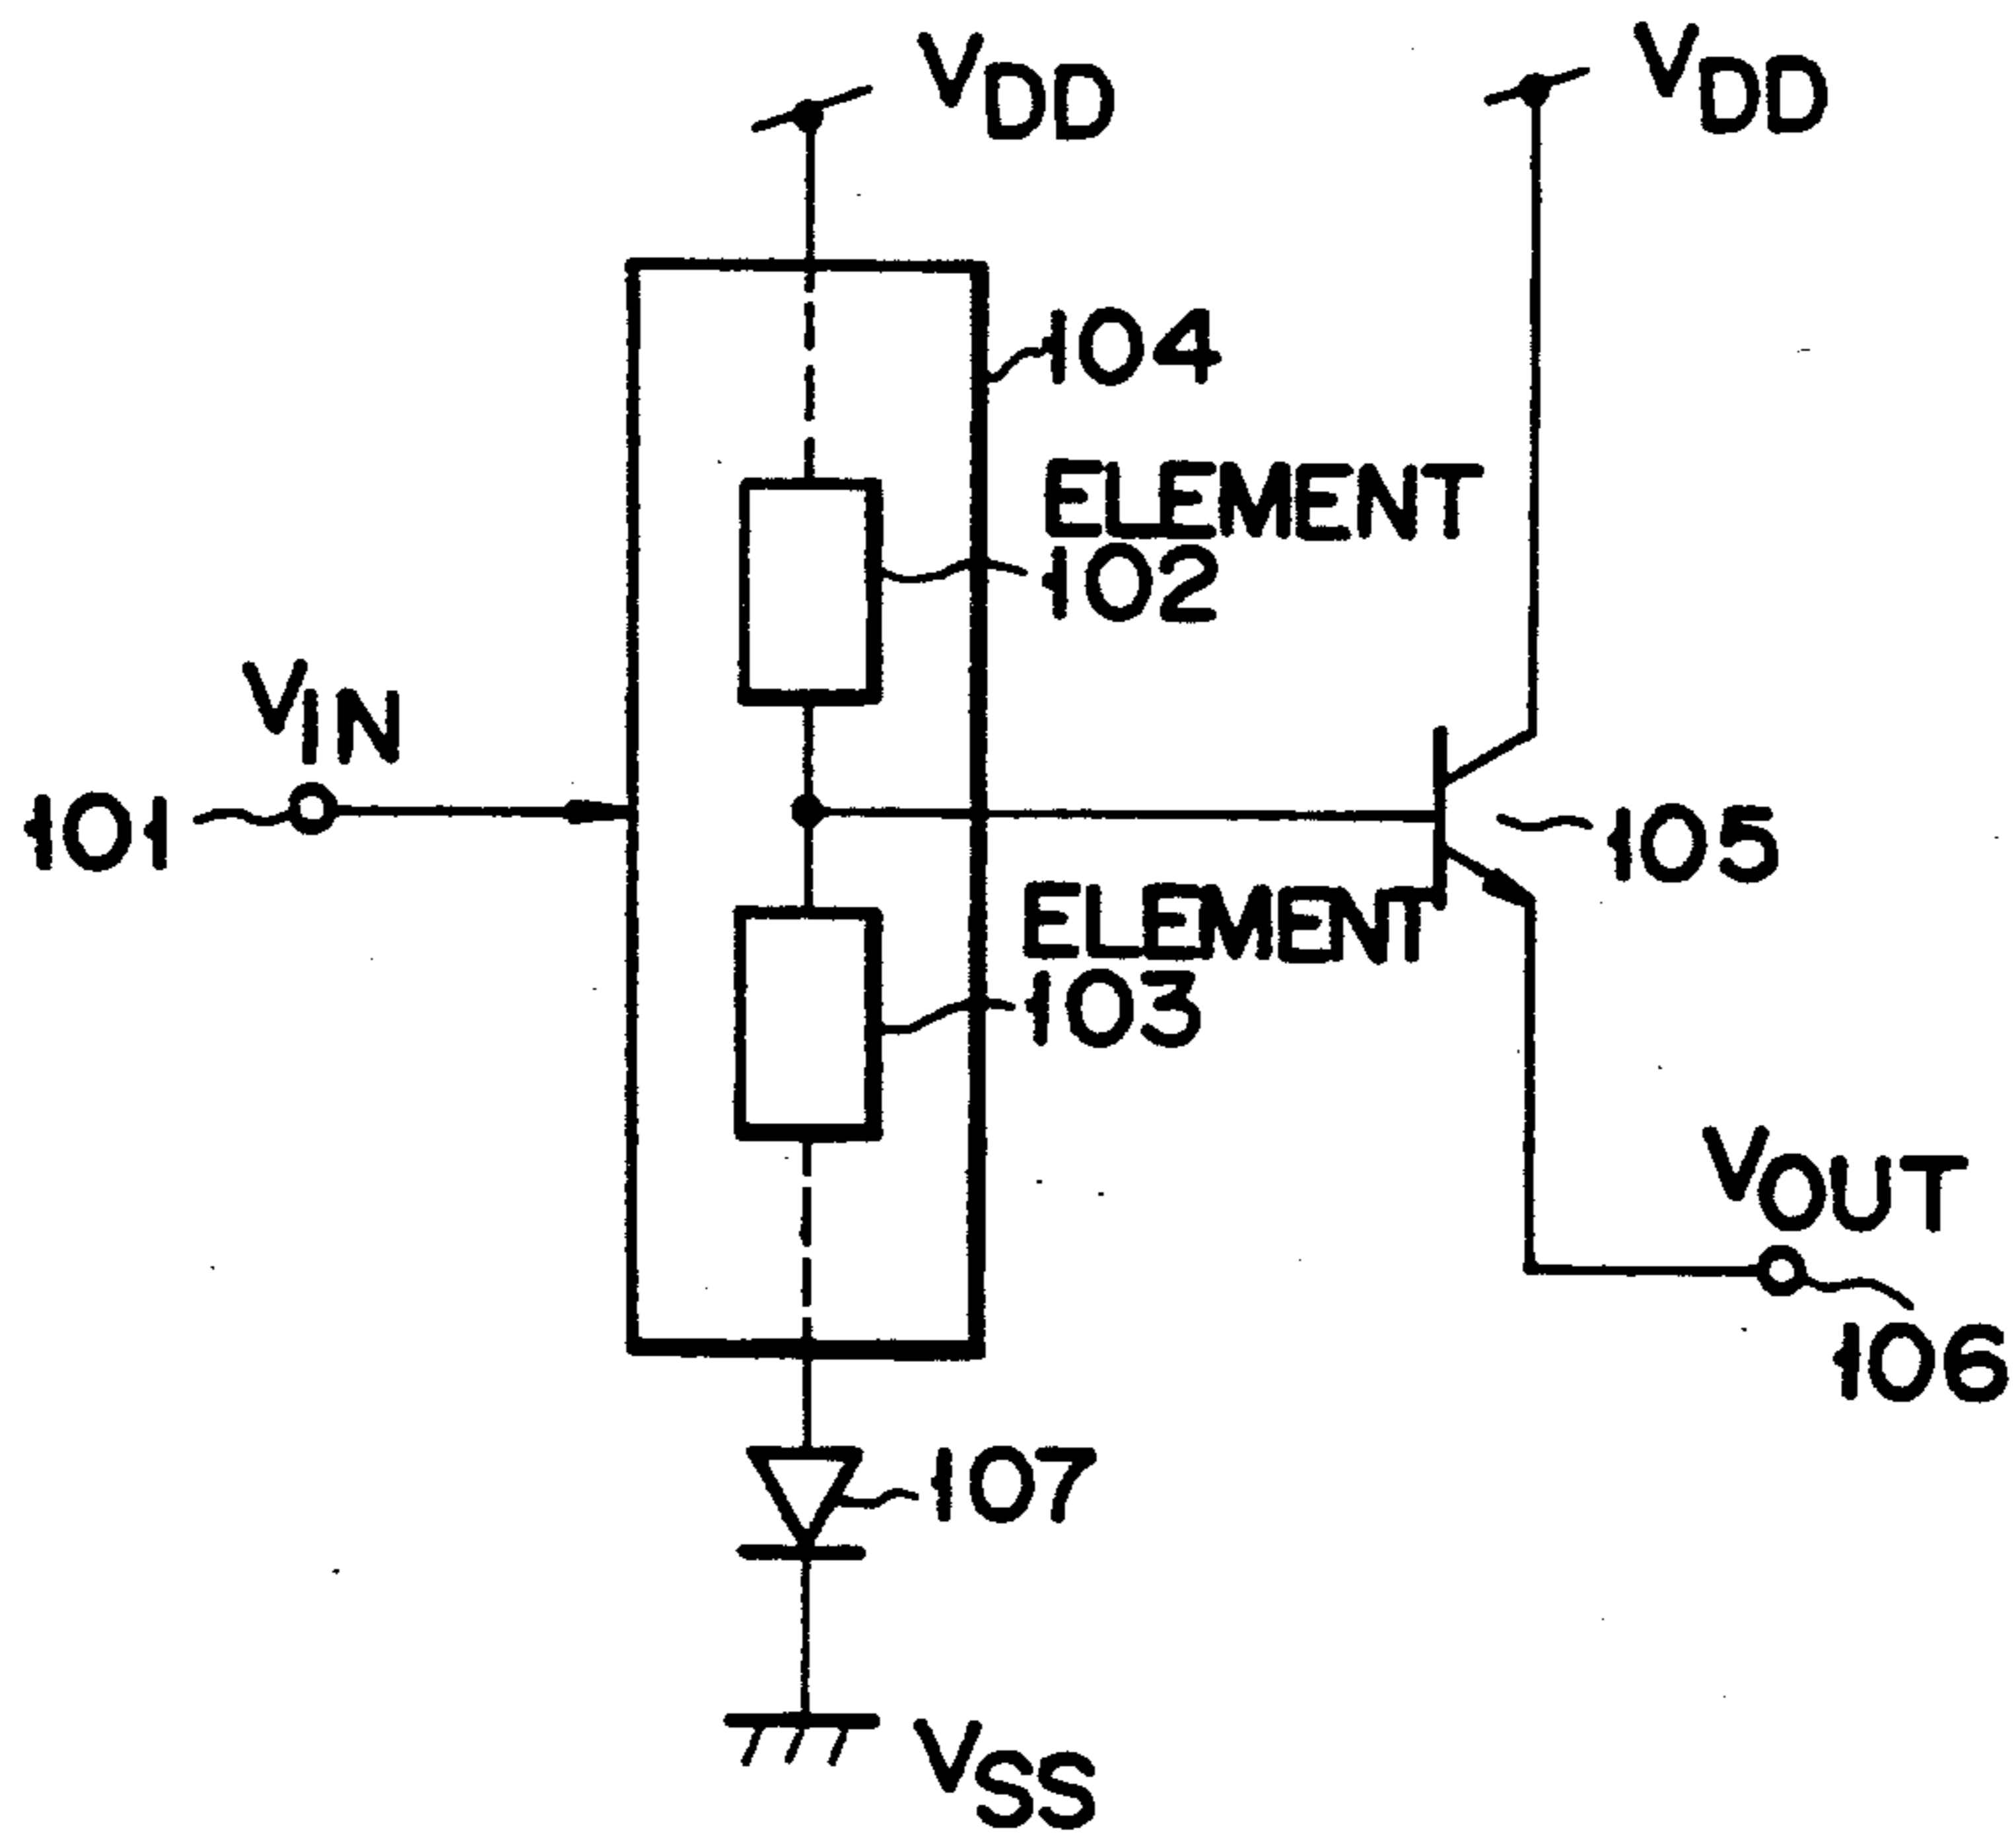 VDD
VDD
104
ELEMENT
102
VIN
101
105
ELEMENT
103
VOUT
106
107
VSS